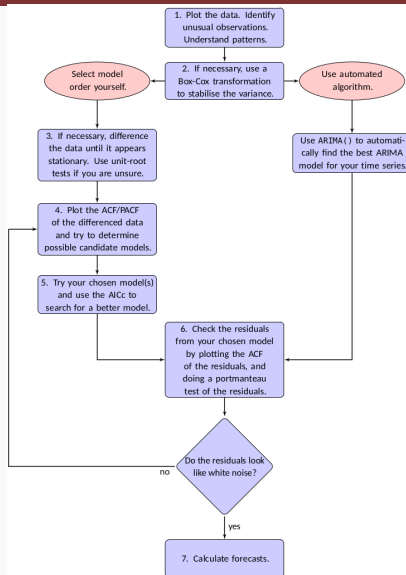 1. Plot the data. Identify
unusual observations.
Understand patterns.
Select model
order yourself.
2. If necessary, use a
Box-Cox transformation
to stabilise the variance.
Use automated
algorithm.
3. If necessary, difference
the data until it appears
stationary. Use unit-root
tests if you are unsure.
Use ARIMA() to automati-
cally find the best ARIMA
model for your time series.
4. Plot the ACF/PACF
of the differenced data
and try to determine
possible candidate models.
5. Try your chosen model(s)
and use the AICc to
search for a better model.
6. Check the residuals
from your chosen model
by plotting the ACF
of the residuals, and
doing a portmanteau
test of the residuals.
Do the residuals look
like white noise?
no
yes
7. Calculate forecasts.